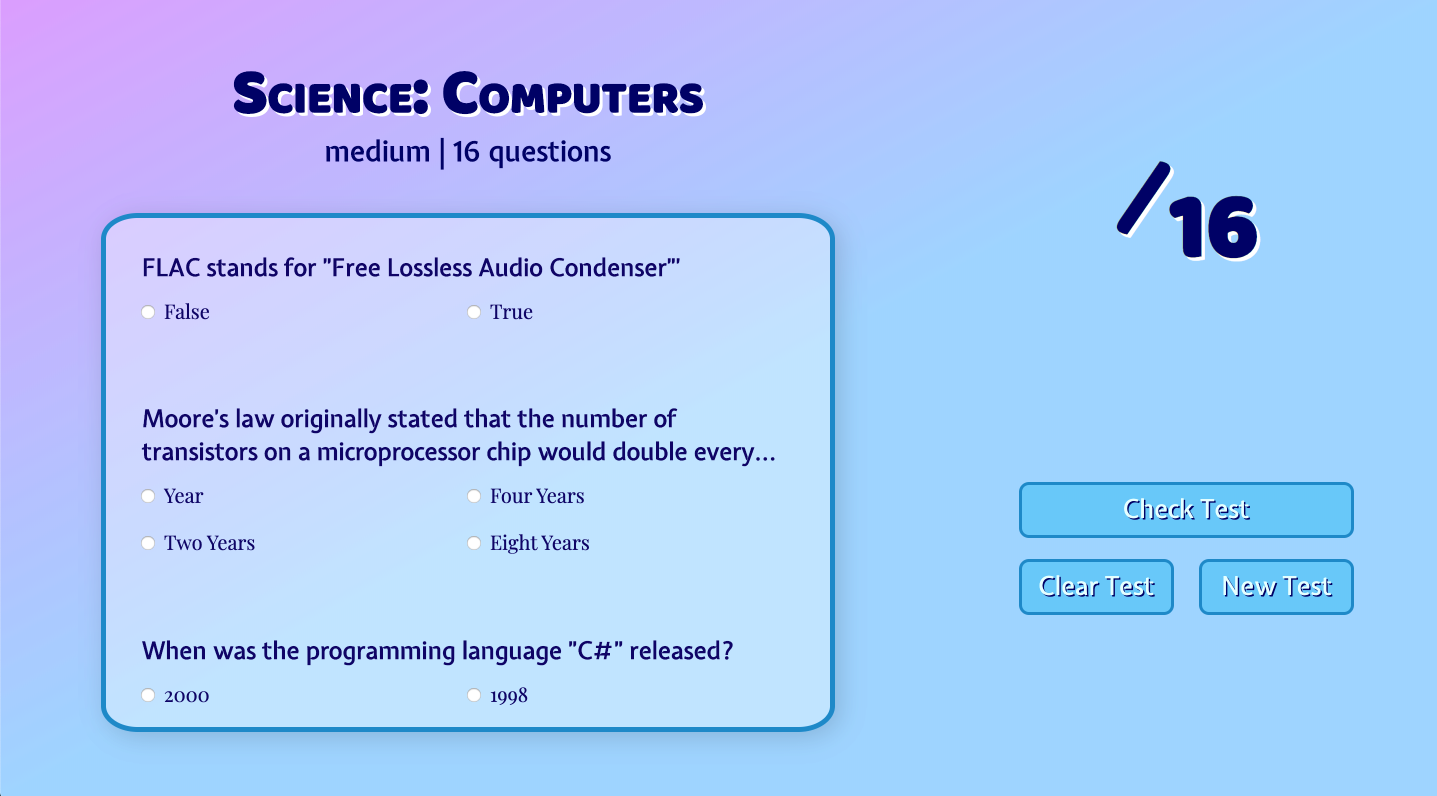 Science: Computers
medium | 16 questions
FLAC stands for "Free Lossless Audio Condenser"'
False
True
Moore's law originally stated that the number of
transistors on a microprocessor chip would double every...
Year
Four Years
Two Years
Eight Years
When was the programming language "C#" released?
2000
1998
/16
Check Test
Clear Test
New Test